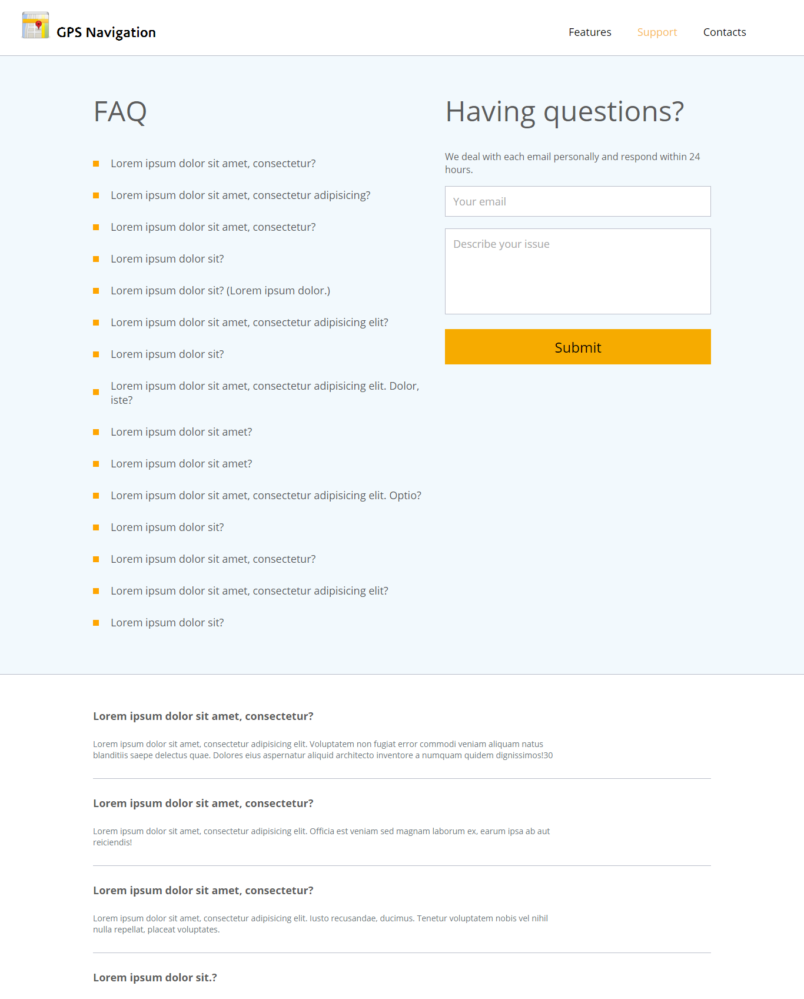 GPS Navigation
Features
Support
Contacts
FAQ
Lorem ipsum dolor sit amet, consectetur?
Lorem ipsum dolor sit amet, consectetur adipisicing?
Lorem ipsum dolor sit amet, consectetur?
Lorem ipsum dolor sit?
Lorem ipsum dolor sit? (Lorem ipsum dolor.)
Lorem ipsum dolor sit amet, consectetur adipisicing elit?
Lorem ipsum dolor sit?
Lorem ipsum dolor sit amet, consectetur adipisicing elit. Dolor,
iste?
Lorem ipsum dolor sit amet?
Lorem ipsum dolor sit amet?
Lorem ipsum dolor sit amet, consectetur adipisicing elit. Optio?
Lorem ipsum dolor sit?
Lorem ipsum dolor sit amet, consectetur?
Lorem ipsum dolor sit amet, consectetur adipisicing elit?
Lorem ipsum dolor sit?
Having questions?
We deal with each email personally and respond within 24
hours.
Your email
Describe your issue
Submit
Lorem ipsum dolor sit amet, consectetur?
Lorem ipsum dolor sit amet, consectetur adipisicing elit. Voluptatem non fugiat error commodi veniam aliquam natus
blanditiis saepe delectus quae. Dolores eius aspernatur aliquid architecto inventore a numquam quidem dignissimos!30
Lorem ipsum dolor sit amet, consectetur?
Lorem ipsum dolor sit amet, consectetur adipisicing elit. Officia est veniam sed magnam laborum ex, earum ipsa ab aut
reiciendis!
Lorem ipsum dolor sit amet, consectetur?
Lorem ipsum dolor sit amet, consectetur adipisicing elit. Iusto recusandae, ducimus. Tenetur voluptatem nobis vel nihil
nulla repellat, placeat voluptates.
Lorem ipsum dolor sit.?